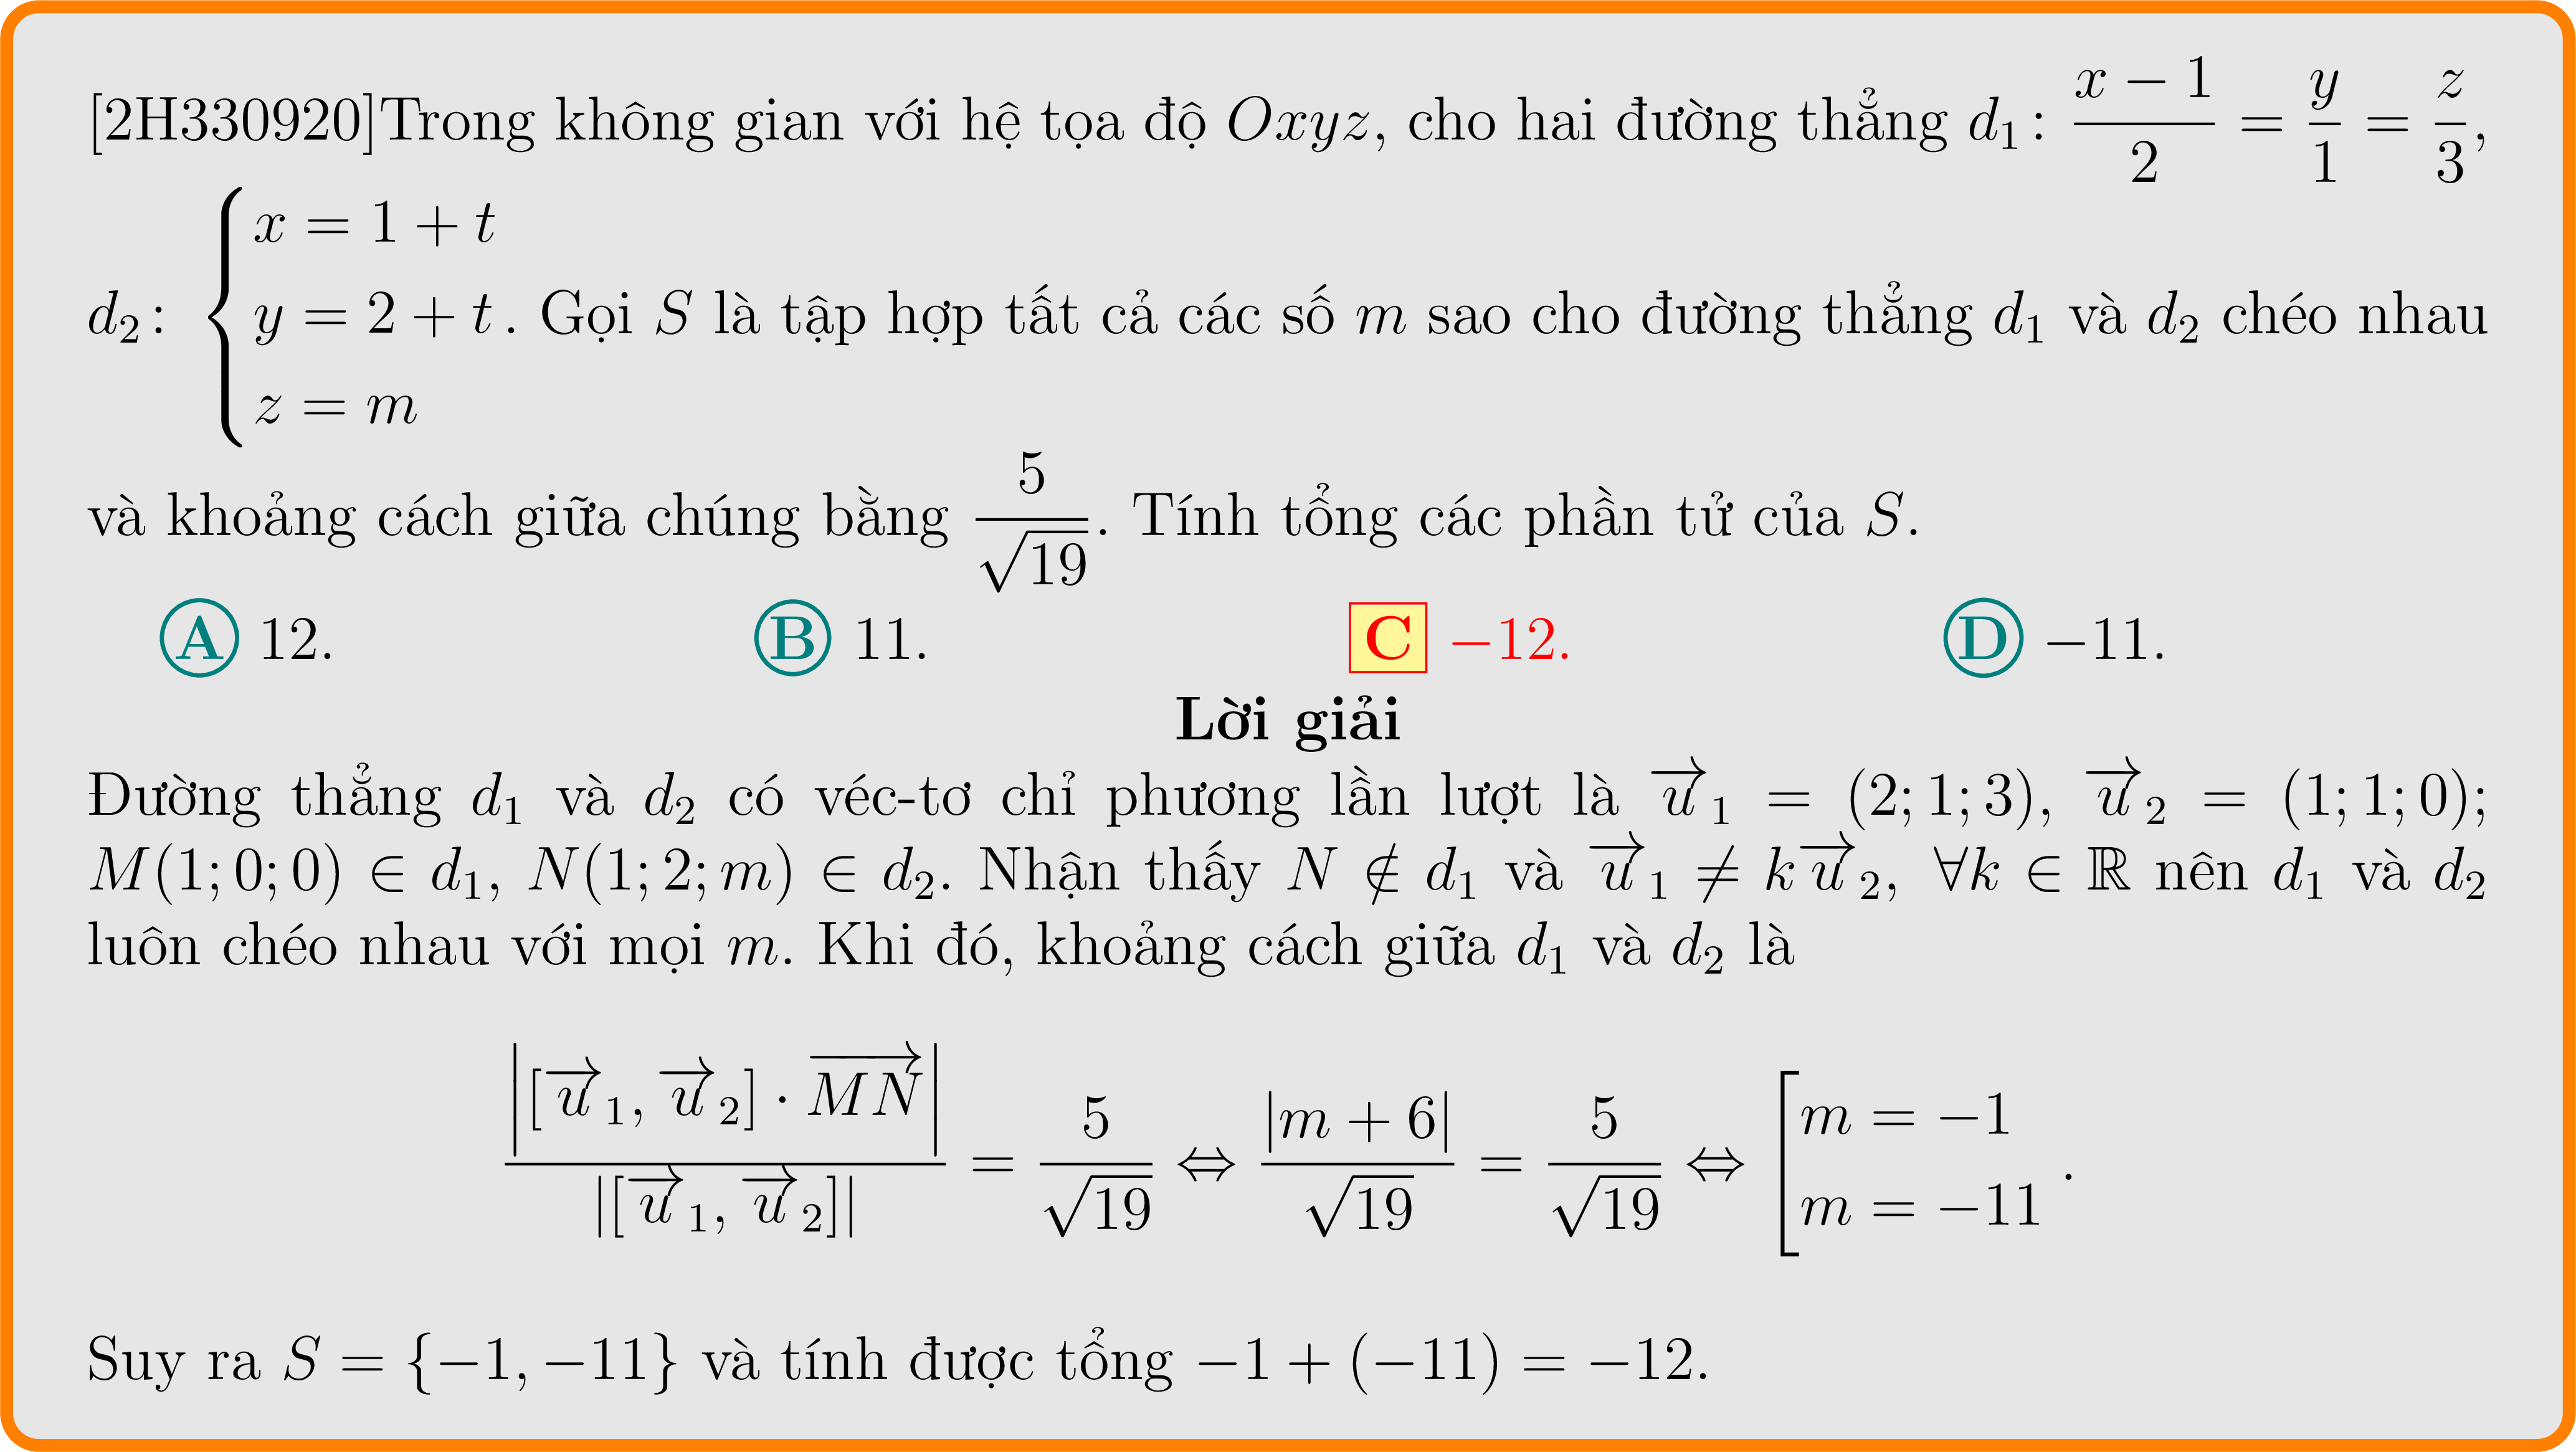 [2H330920]Trong không gian với hệ tọa độ $Oxyz$, cho hai đường thẳng $d_1\colon \dfrac{x-1}{2} = \dfrac{y}{1} = \dfrac{z}{3}$,
$d_2\colon \begin{cases} x = 1 + t \\ y = 2 + t \\ z = m \end{cases}$. Gọi $S$ là tập hợp tất cả các số $m$ sao cho đường thẳng $d_1$ và $d_2$ chéo nhau
và khoảng cách giữa chúng bằng $\dfrac{5}{\sqrt{19}}$. Tính tổng các phần tử của $S$.
A 12. B 11. C $-12$. D $-11$.
Lời giải
Đường thẳng $d_1$ và $d_2$ có véc-tơ chỉ phương lần lượt là $\overrightarrow{u}_1 = (2; 1; 3)$, $\overrightarrow{u}_2 = (1; 1; 0)$;
$M(1; 0; 0) \in d_1$, $N(1; 2; m) \in d_2$. Nhận thấy $N \notin d_1$ và $\overrightarrow{u}_1 \neq k\overrightarrow{u}_2$, $\forall k \in \mathbb{R}$ nên $d_1$ và $d_2$
luôn chéo nhau với mọi $m$. Khi đó, khoảng cách giữa $d_1$ và $d_2$ là
$\dfrac{\left|[\overrightarrow{u}_1, \overrightarrow{u}_2] \cdot \overrightarrow{MN}\right|}{|[\overrightarrow{u}_1, \overrightarrow{u}_2]|} = \dfrac{5}{\sqrt{19}} \Leftrightarrow \dfrac{|m + 6|}{\sqrt{19}} = \dfrac{5}{\sqrt{19}} \Leftrightarrow \left[\begin{array}{l} m = -1 \\ m = -11 \end{array}\right.$.
Suy ra $S = \{-1, -11\}$ và tính được tổng $-1 + (-11) = -12$.